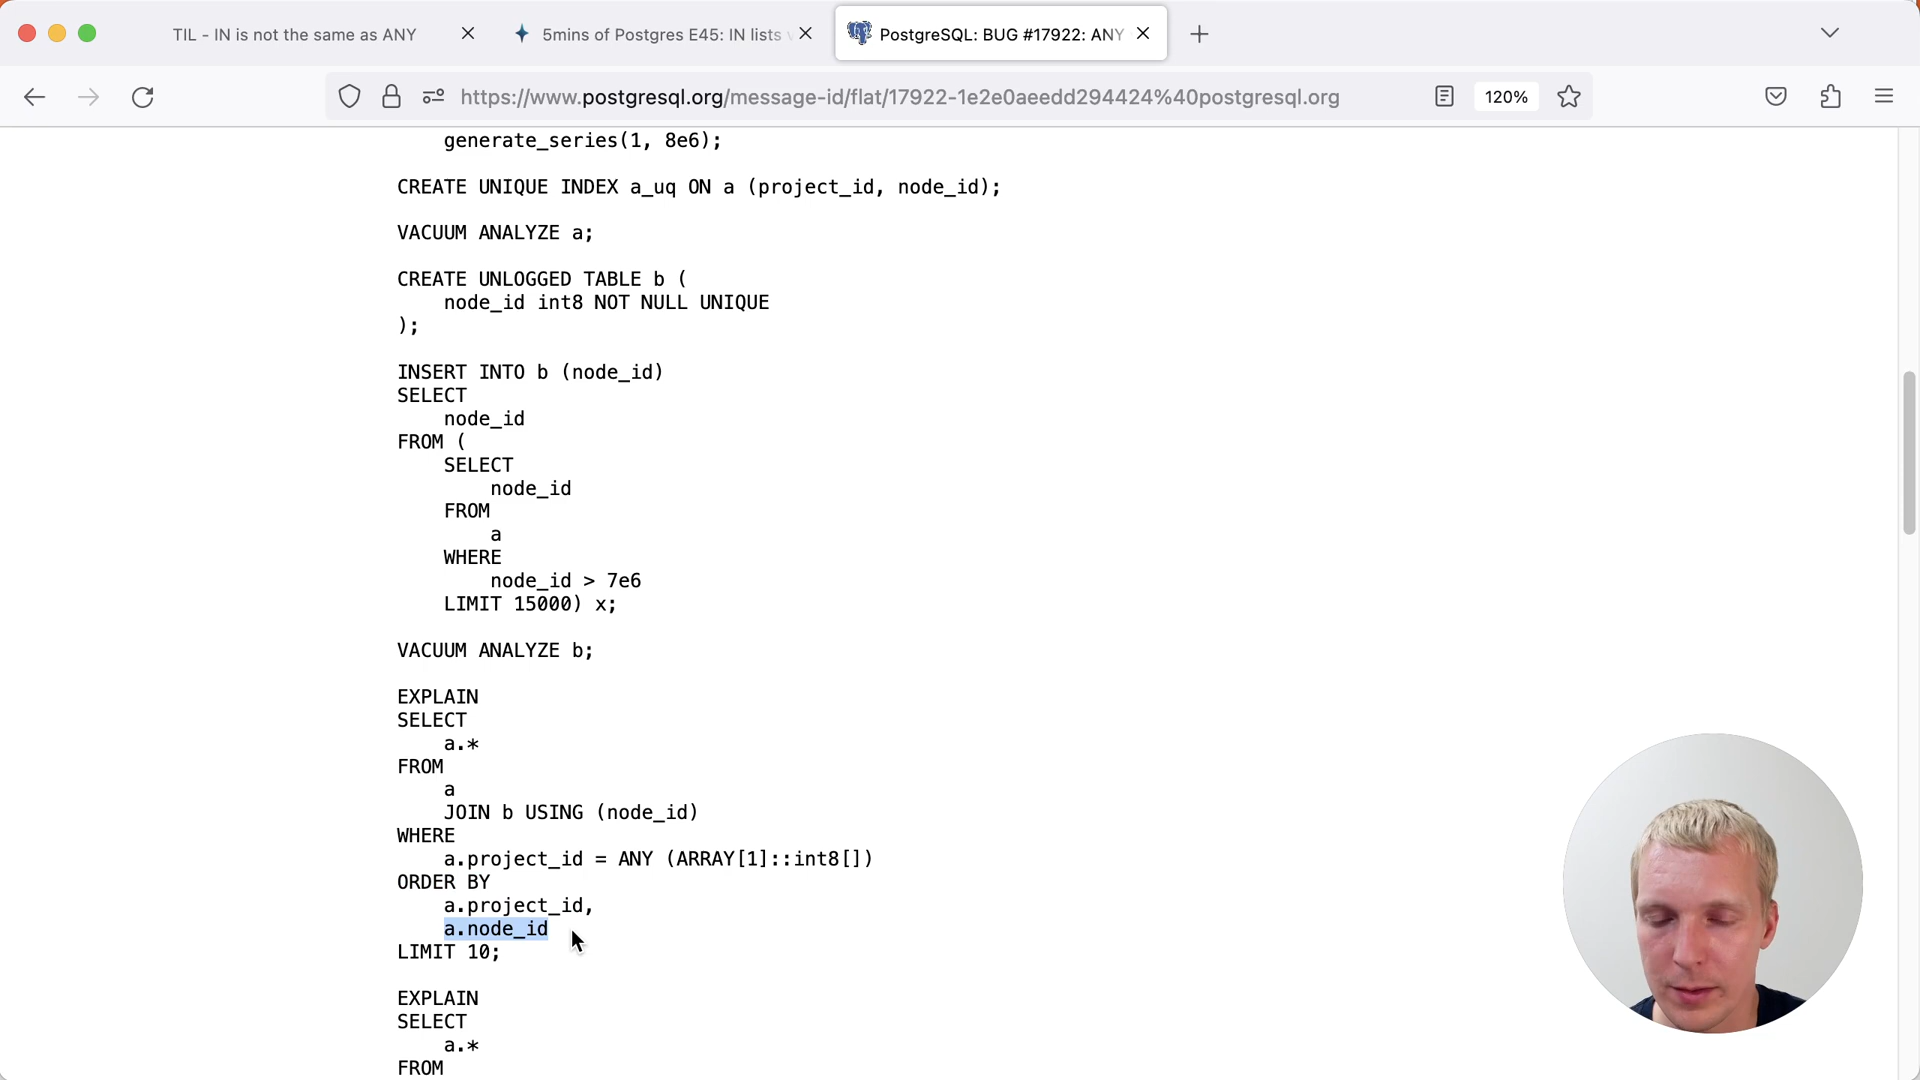 TIL - IN is not the same as ANY
5mins of Postgres E45: IN lists
PostgreSQL: BUG #17922: ANY
https://www.postgresql.org/message-id/flat/17922-1e2e0aeedd294424%40postgresql.org
120%
generate_series(1, 8e6);
CREATE UNIQUE INDEX a_uq ON a (project_id, node_id);
VACUUM ANALYZE a;
CREATE UNLOGGED TABLE b (
node_id int8 NOT NULL UNIQUE
);
INSERT INTO b (node_id)
SELECT
node_id
FROM (
SELECT
node_id
FROM
a
WHERE
node_id > 7e6
LIMIT 15000) x;
VACUUM ANALYZE b;
EXPLAIN
SELECT
a.*
FROM
a
JOIN b USING (node_id)
WHERE
a.project_id = ANY (ARRAY[1]::int8[])
ORDER BY
a.project_id,
a.node_id
LIMIT 10;
EXPLAIN
SELECT
a.*
FROM